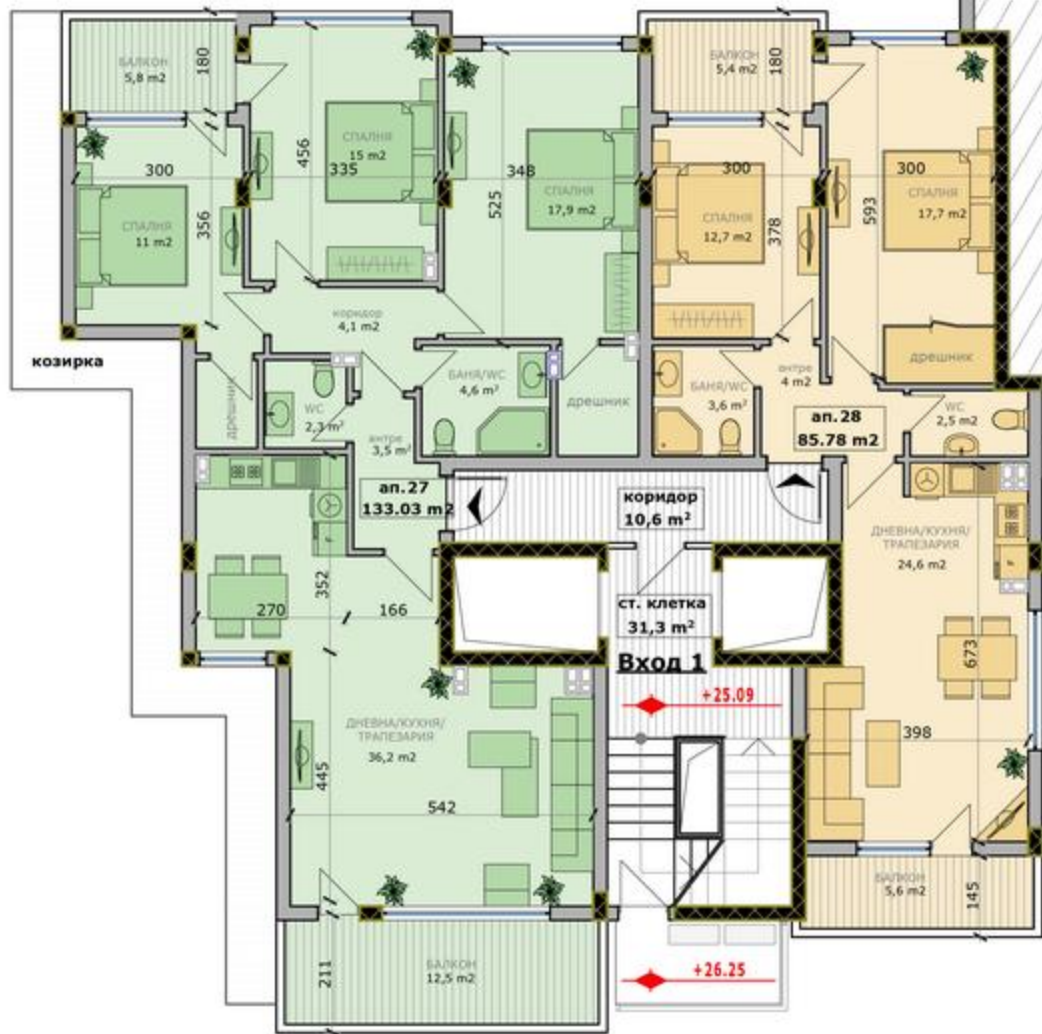 БАЛКОН
5,8 m2
180
СПАЛНЯ
15 m2
456
335
300
356
СПАЛНЯ
11 m2
348
525
СПАЛНЯ
17,9 m2
БАЛКОН
5,4 m2
180
300
СПАЛНЯ
12,7 m2
378
593
300
СПАЛНЯ
17,7 m2
козирка
коридор
4,1 m2
дрешник
WC
2,3 m²
антре
3,5 m²
БАНЯ/WC
4,6 m²
дрешник
БАНЯ/WC
3,6 m²
антре
4 m2
дрешник
ап.28
85.78 m2
WC
2,5 m2
ап.27
133.03 m2
коридор
10,6 m²
ДНЕВНА/КУХНЯ/
ТРАПЕЗАРИЯ
24,6 m2
352
270
166
ст. клетка
31,3 m²
Вход 1
+25.09
673
398
ДНЕВНА/КУХНЯ/
ТРАПЕЗАРИЯ
36,2 m2
445
542
БАЛКОН
5,6 m2
145
211
БАЛКОН
12,5 m2
+26.25